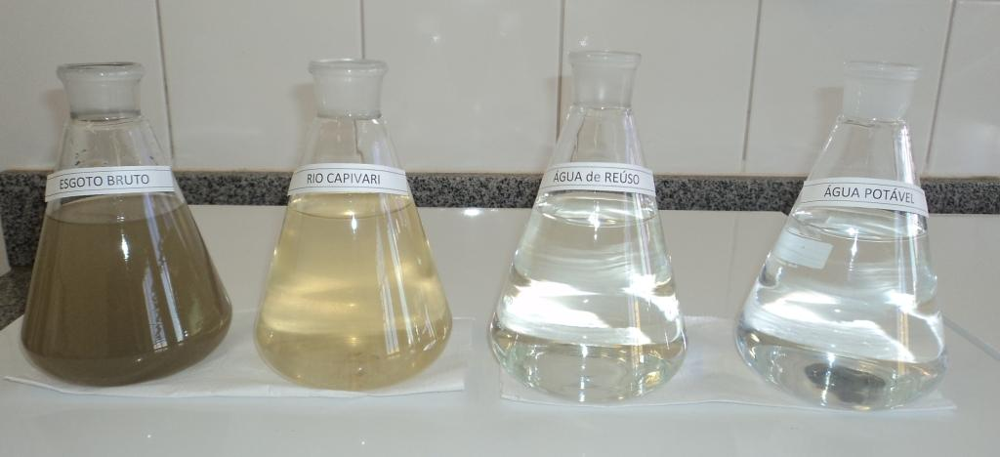 ESGOTO BRUTO
RIO CAPIVARI
ÁGUA de REÚSO
ÁGUA POTÁVEL